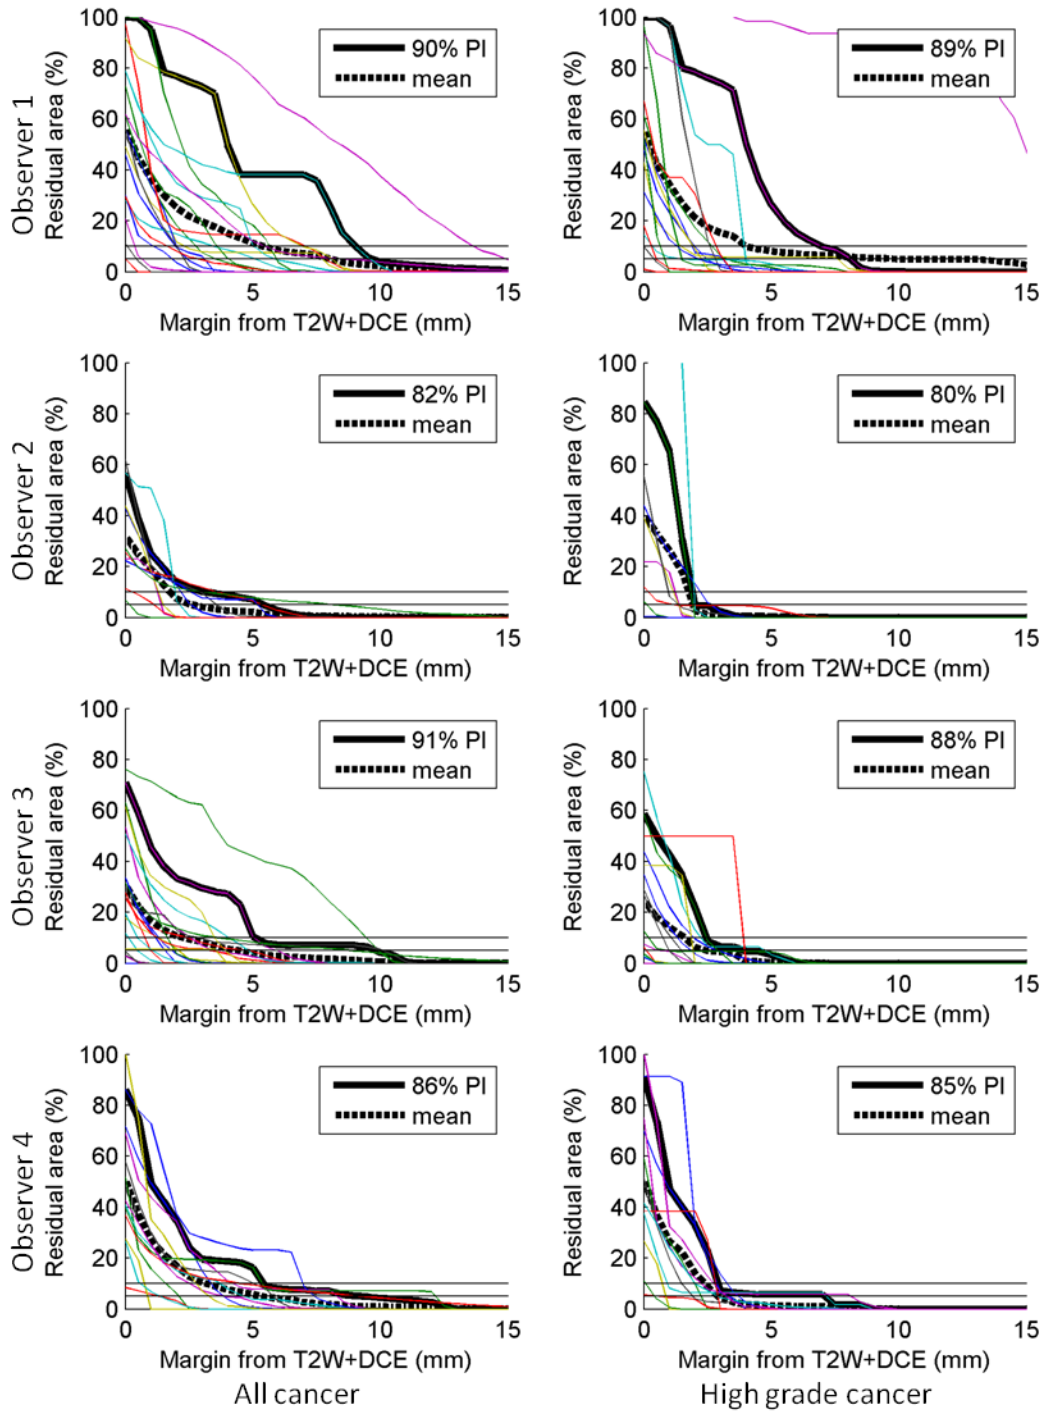 Observer 1
Residual area (%)
100
80
60
40
20
0
90% PI
mean
0 5 10 15
Margin from T2W+DCE (mm)
Residual area (%)
100
80
60
40
20
0
89% PI
mean
0 5 10 15
Margin from T2W+DCE (mm)
Observer 2
Residual area (%)
100
80
60
40
20
0
82% PI
mean
0 5 10 15
Margin from T2W+DCE (mm)
Residual area (%)
100
80
60
40
20
0
80% PI
mean
0 5 10 15
Margin from T2W+DCE (mm)
Observer 3
Residual area (%)
100
80
60
40
20
0
91% PI
mean
0 5 10 15
Margin from T2W+DCE (mm)
Residual area (%)
100
80
60
40
20
0
88% PI
mean
0 5 10 15
Margin from T2W+DCE (mm)
Observer 4
Residual area (%)
100
80
60
40
20
0
86% PI
mean
0 5 10 15
Margin from T2W+DCE (mm)
All cancer
Residual area (%)
100
80
60
40
20
0
85% PI
mean
0 5 10 15
Margin from T2W+DCE (mm)
High grade cancer